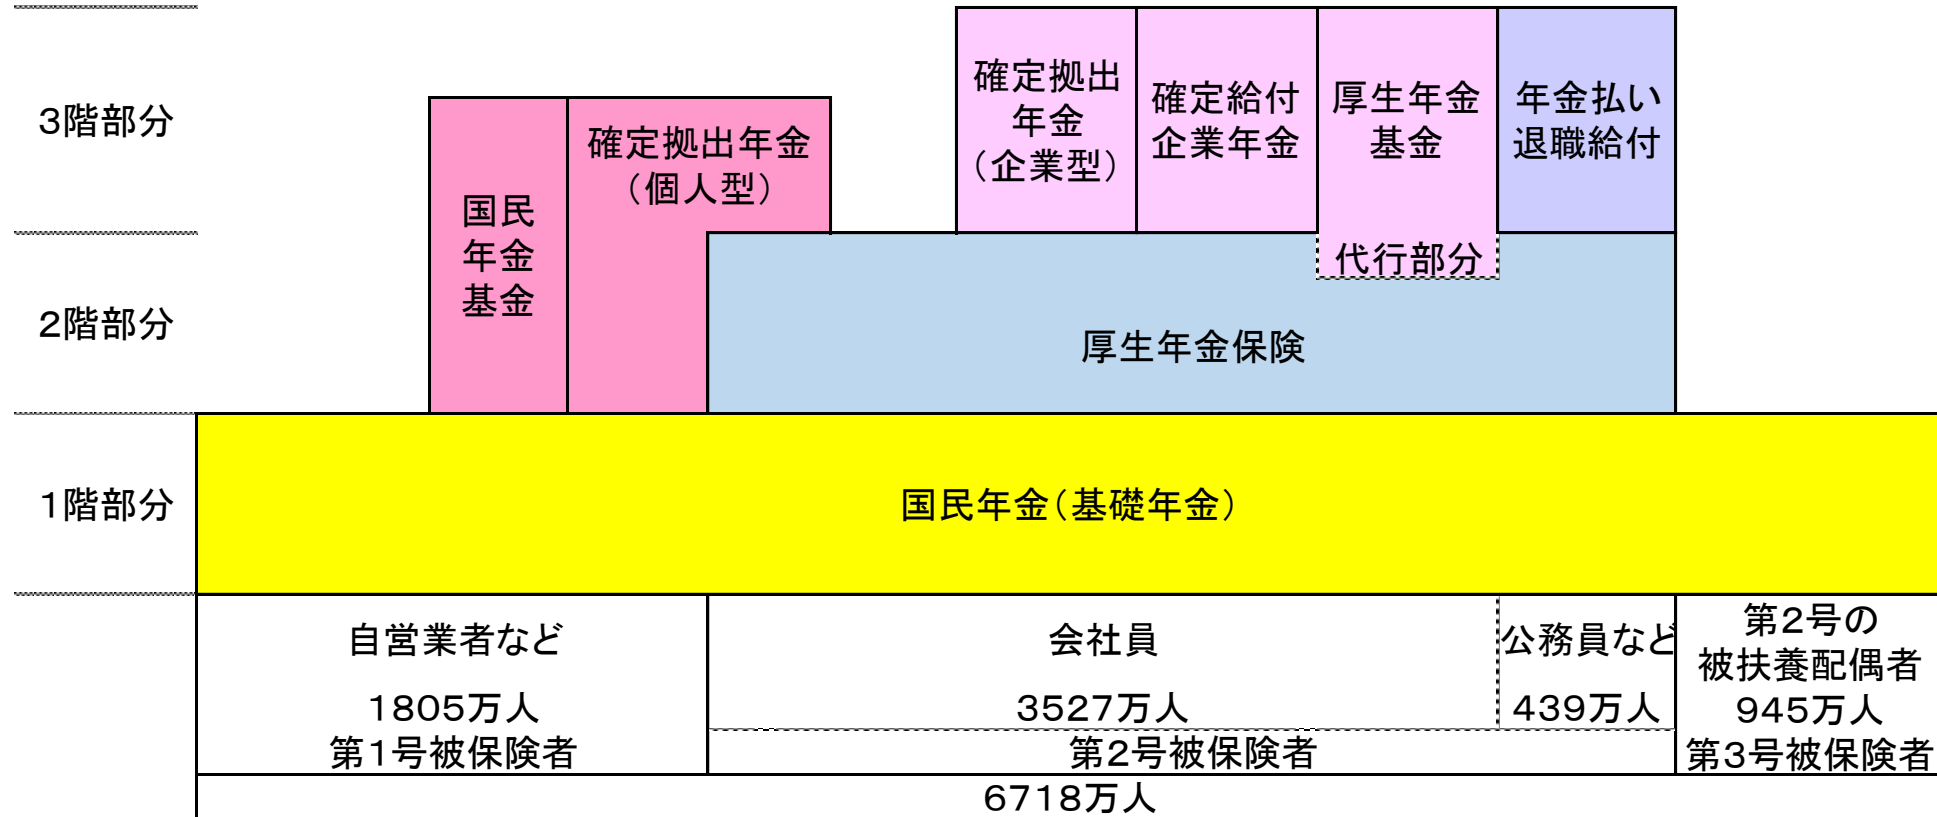 3階部分
2階部分
1階部分
国民
年金
基金
確定拠出年金
（個人型）
確定拠出
年金
（企業型）
確定給付
企業年金
厚生年金
基金
代行部分
年金払い
退職給付
厚生年金保険
国民年金（基礎年金）
自営業者など
1805万人
第1号被保険者
会社員
3527万人
公務員など
439万人
第2号被保険者
第2号の
被扶養配偶者
945万人
第3号被保険者
6718万人